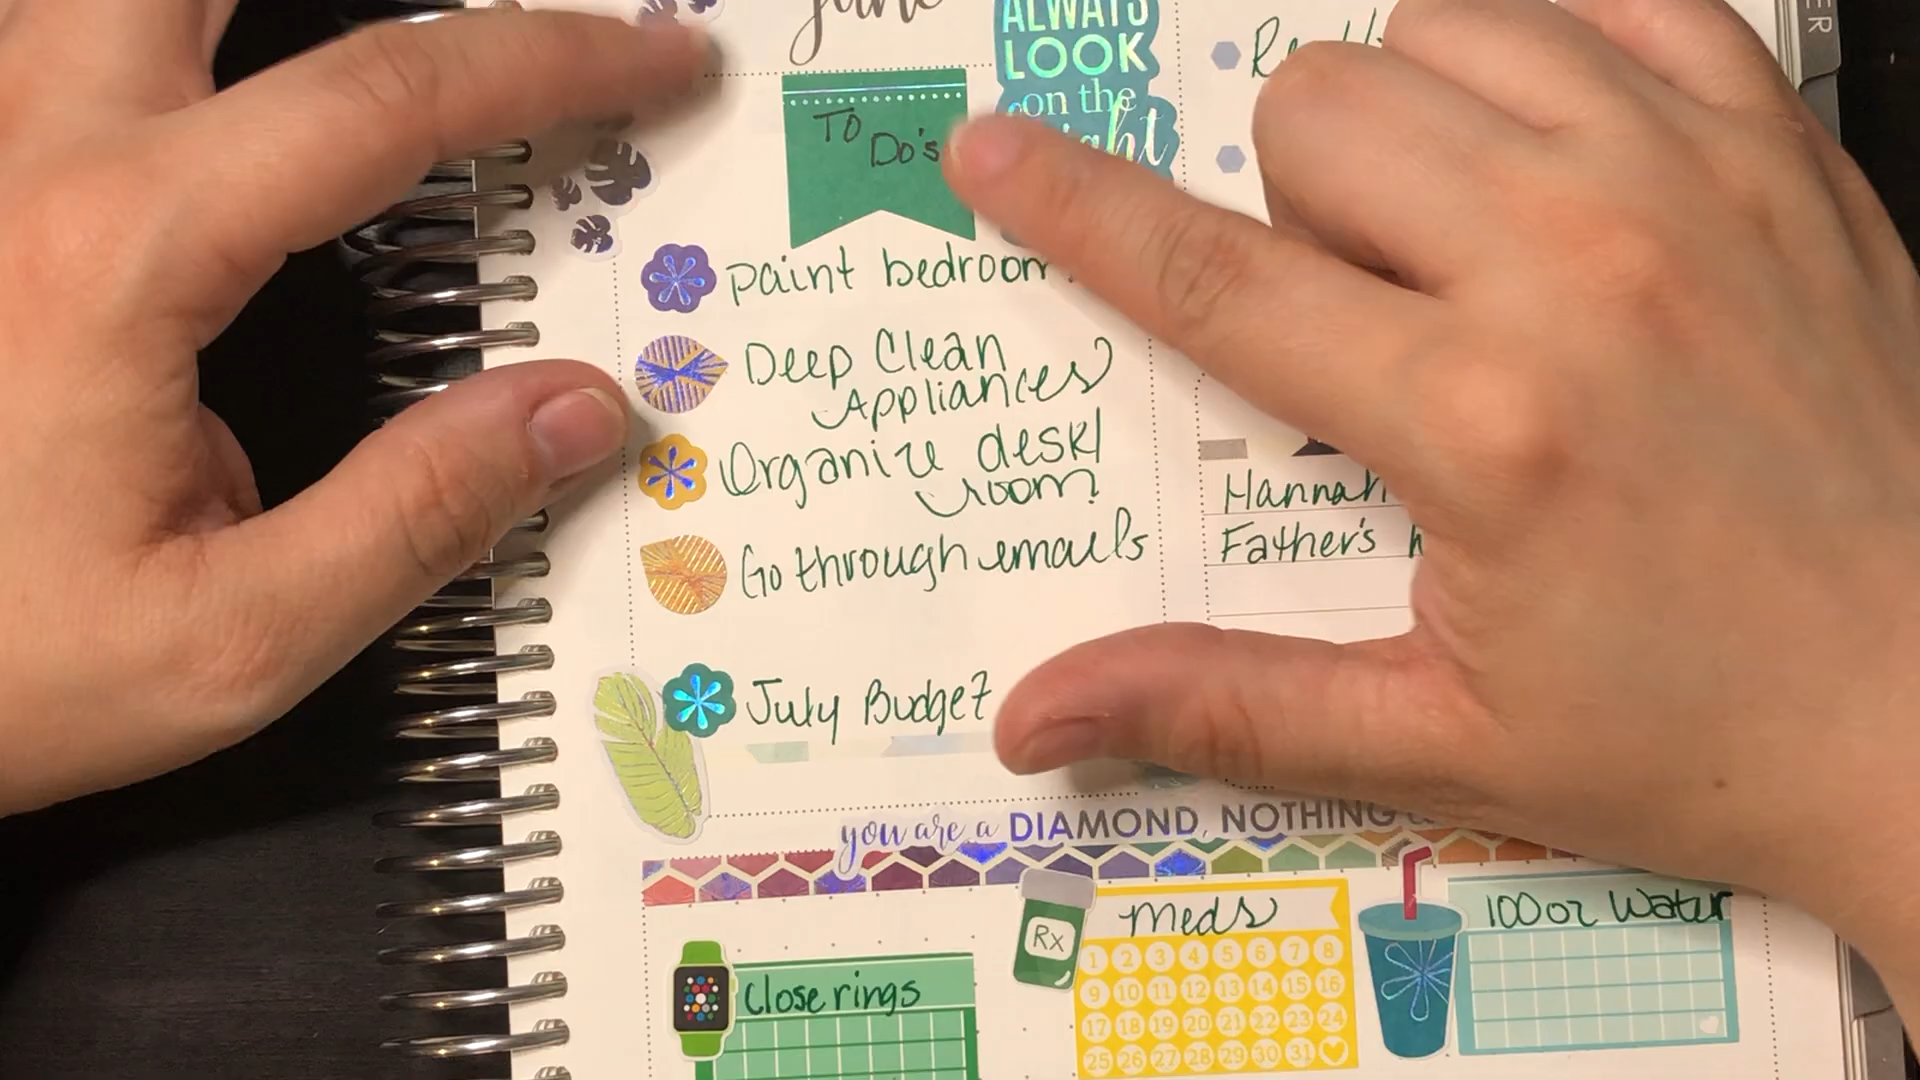 June
ALWAYS
LOOK
on the
TO
Do's
paint bedroom
Deep Clean
Appliances
Organize desk/
room?
Go through emails
July Budget
Hannah
Father's
you are a DIAMOND, NOTHING
Rx
meds
100 oz Water
Close rings
1 2 3 4 5 6 7 8
9 10 11 12 13 14 15 16
17 18 19 20 21 22 23 24
25 26 27 28 29 30 31